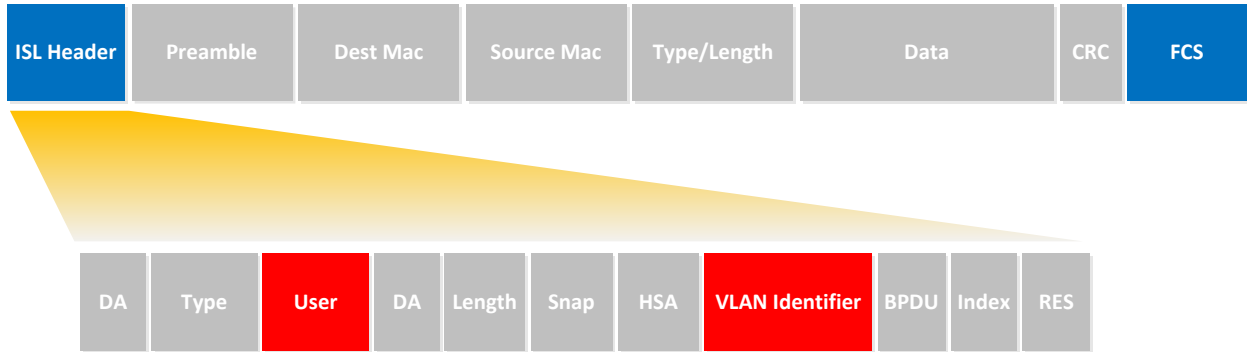 ISL Header Preamble Dest Mac Source Mac Type/Length Data CRC FCS
DA Type User DA Length Snap HSA VLAN Identifier BPDU Index RES